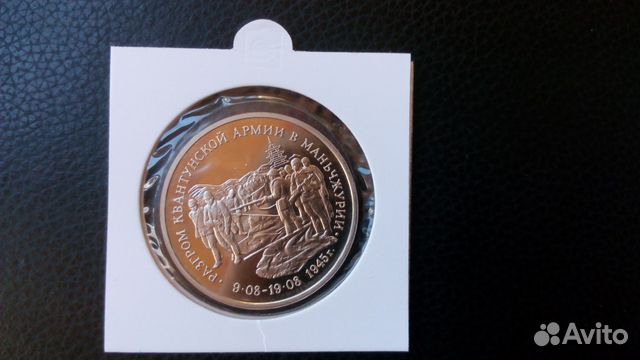 · РАЗГРОМ КВАНТУНСКОЙ АРМИИ В МАНЬЧЖУРИИ ·
9·08-19·08 1945г.
Avito